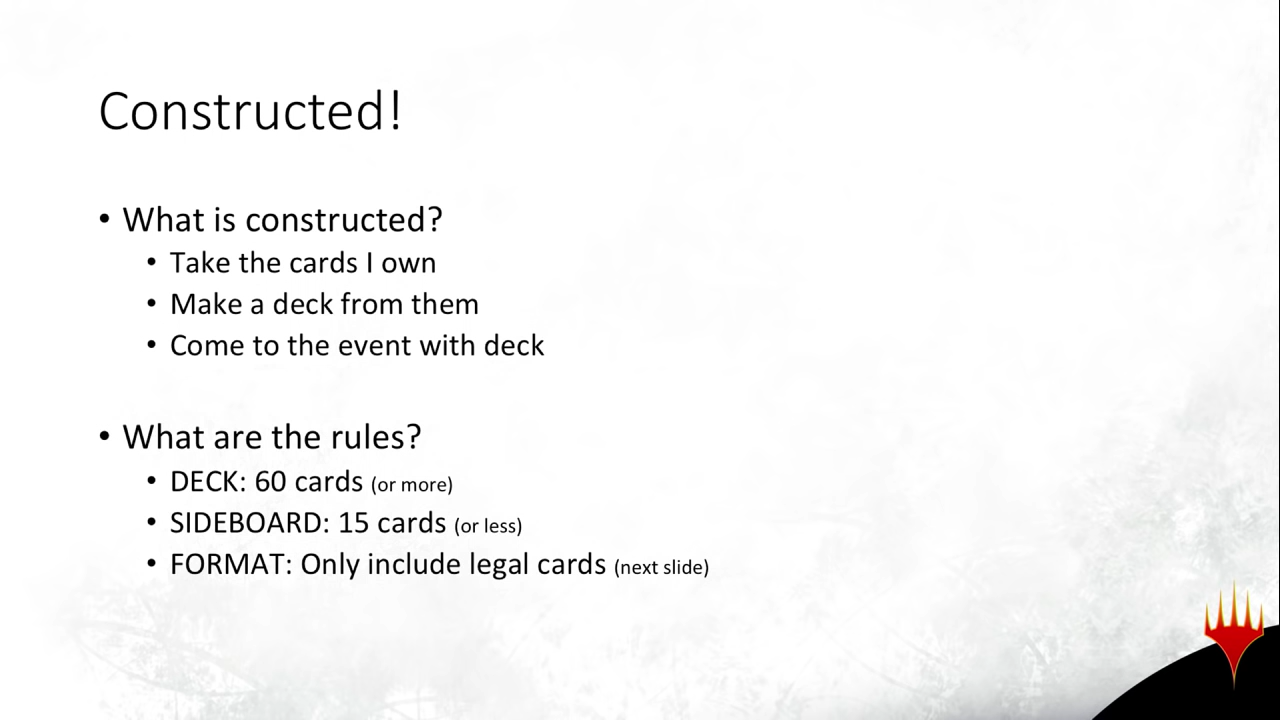 Constructed!
• What is constructed?
• Take the cards I own
• Make a deck from them
• Come to the event with deck
• What are the rules?
• DECK: 60 cards (or more)
• SIDEBOARD: 15 cards (or less)
• FORMAT: Only include legal cards (next slide)